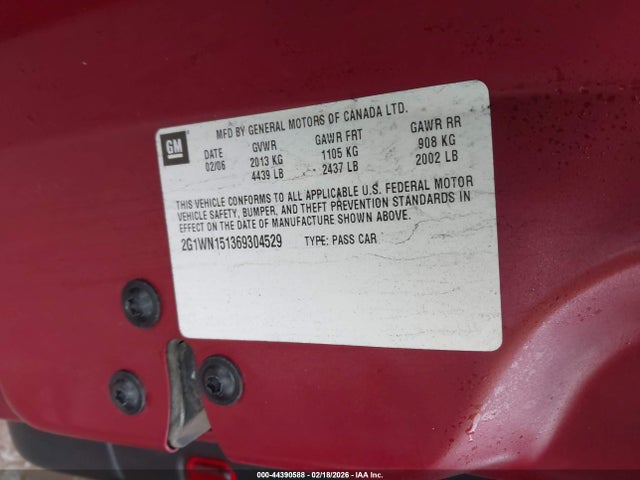 GM
MFD BY GENERAL MOTORS OF CANADA LTD.
DATE GVWR GAWR FRT GAWR RR
02/06 2013 KG 1105 KG 908 KG
4439 LB 2437 LB 2002 LB
THIS VEHICLE CONFORMS TO ALL APPLICABLE U.S. FEDERAL MOTOR
VEHICLE SAFETY, BUMPER, AND THEFT PREVENTION STANDARDS IN
EFFECT ON THE DATE OF MANUFACTURE SHOWN ABOVE.
2G1WN151369304529 TYPE: PASS CAR
000-44390588 - 02/18/2026 - IAA Inc.